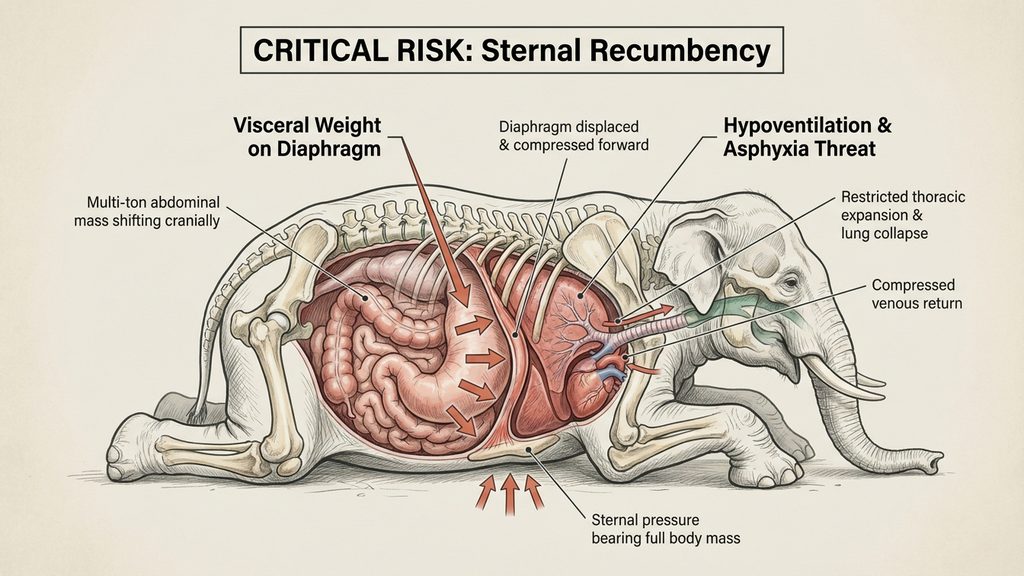 CRITICAL RISK: Sternal Recumbency
Visceral Weight
on Diaphragm
Diaphragm displaced
& compressed forward
Hypoventilation &
Asphyxia Threat
Multi-ton abdominal
mass shifting cranially
Restricted thoracic
expansion &
lung collapse
Compressed
venous return
Sternal pressure
bearing full body mass